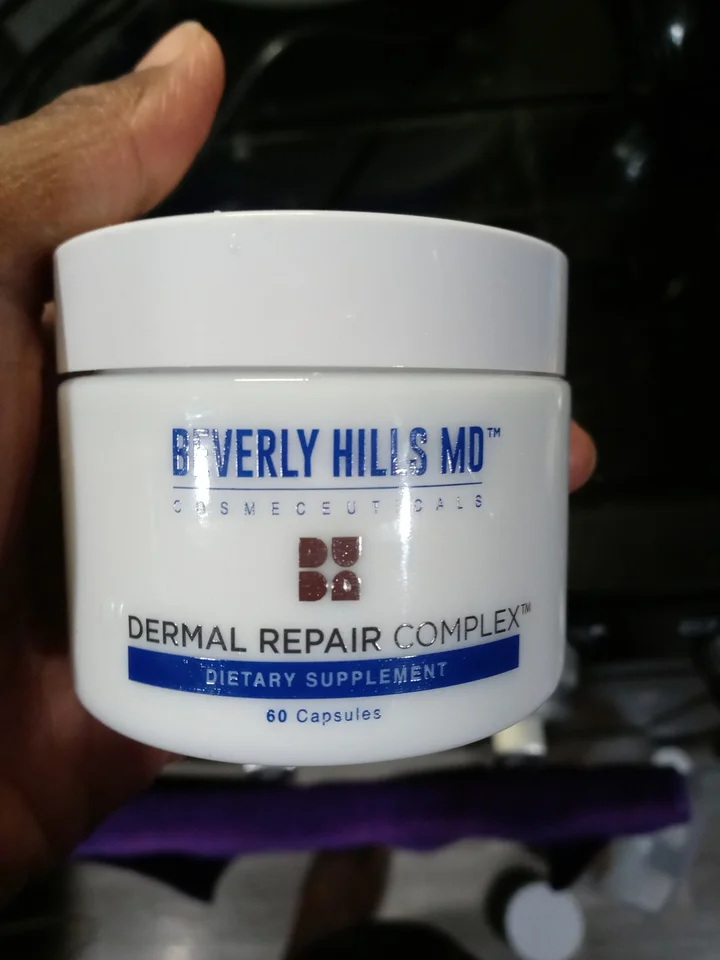 BEVERLY HILLS MD™
COSMECEUTICALS
DERMAL REPAIR COMPLEX™
DIETARY SUPPLEMENT
60 Capsules